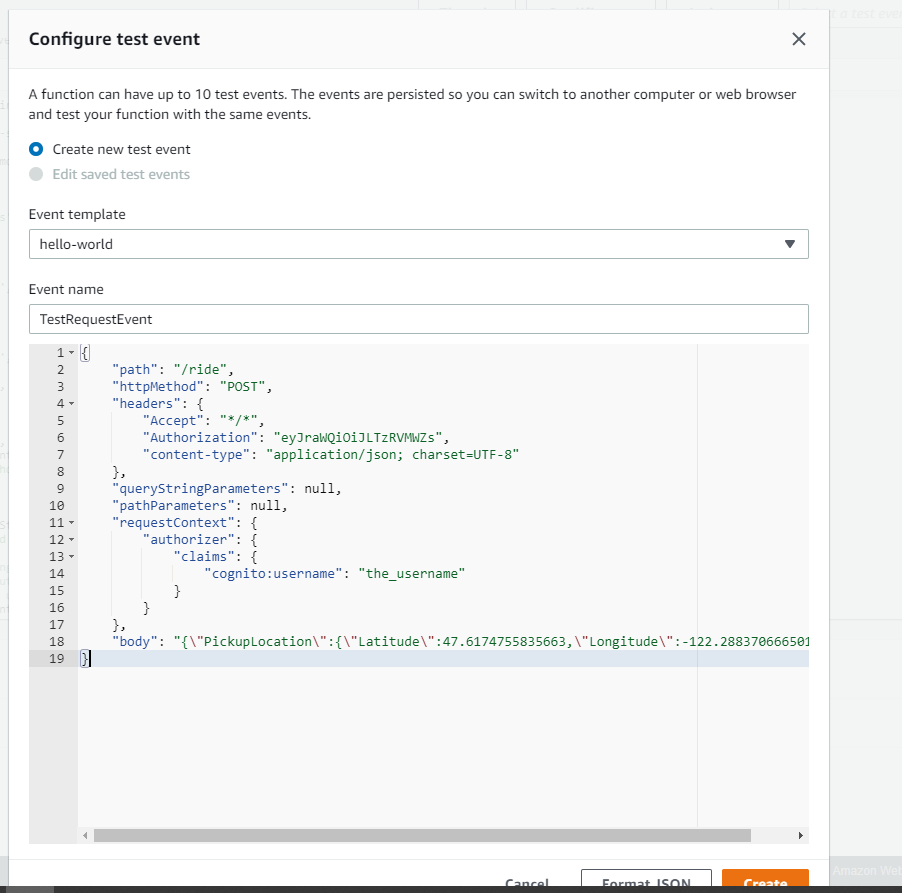 Configure test event
A function can have up to 10 test events. The events are persisted so you can switch to another computer or web browser
and test your function with the same events.
Create new test event
Edit saved test events
Event template
hello-world
Event name
TestRequestEvent
1 {
2 "path": "/ride",
3 "httpMethod": "POST",
4 "headers": {
5 "Accept": "*/*",
6 "Authorization": "eyJraWQiOiJLTzRVMWZs",
7 "content-type": "application/json; charset=UTF-8"
8 },
9 "queryStringParameters": null,
10 "pathParameters": null,
11 "requestContext": {
12 "authorizer": {
13 "claims": {
14 "cognito:username": "the_username"
15 }
16 }
17 },
18 "body": "{\"PickupLocation\":{\"Latitude\":47.6174755835663,\"Longitude\":-122.288370666501
19 }
Cancel
Format JSON
Create
Amazon Web